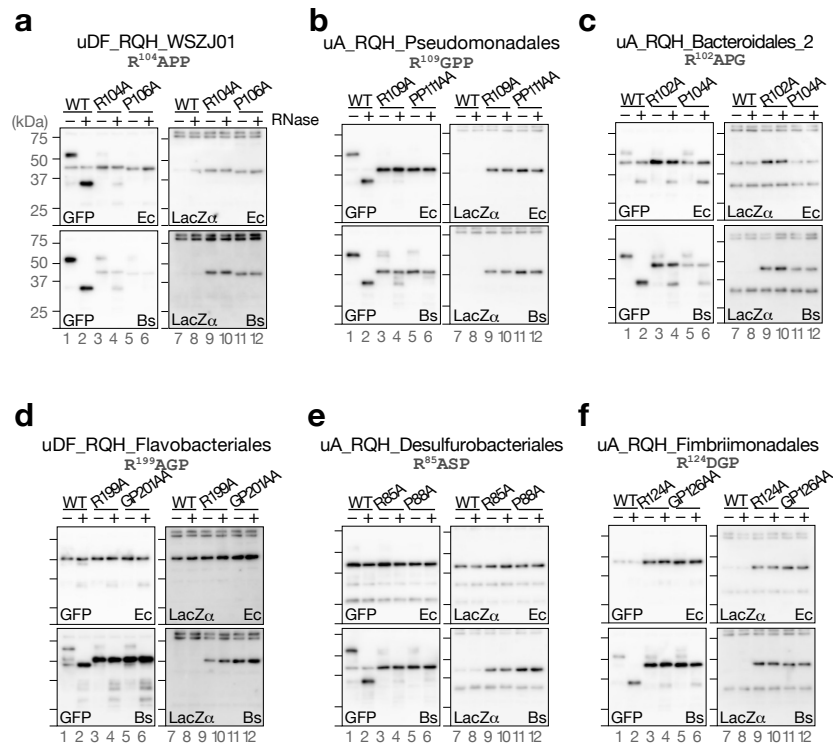 a
uDF_RQH_WSZJ01
R¹⁰⁴APP
WT R104A P106A WT R104A P106A
(kDa) − + − + − + − + − + − + RNase
75
50
37
25
GFP Ec LacZα Ec
75
50
37
25
GFP Bs LacZα Bs
1 2 3 4 5 6 7 8 9 10 11 12
b
uA_RQH_Pseudomonadales
R¹⁰⁹GPP
WT R109A PP111AA WT R109A PP111AA
− + − + − + − + − + − +
GFP Ec LacZα Ec
GFP Bs LacZα Bs
1 2 3 4 5 6 7 8 9 10 11 12
c
uA_RQH_Bacteroidales_2
R¹⁰²APG
WT R102A P104A WT R102A P104A
− + − + − + − + − + − +
GFP Ec LacZα Ec
GFP Bs LacZα Bs
1 2 3 4 5 6 7 8 9 10 11 12
d
uDF_RQH_Flavobacteriales
R¹⁹⁹AGP
WT R199A GP201AA WT R199A GP201AA
− + − + − + − + − + − +
GFP Ec LacZα Ec
GFP Bs LacZα Bs
1 2 3 4 5 6 7 8 9 10 11 12
e
uA_RQH_Desulfurobacteriales
R⁸⁵ASP
WT R85A P88A WT R85A P88A
− + − + − + − + − + − +
GFP Ec LacZα Ec
GFP Bs LacZα Bs
1 2 3 4 5 6 7 8 9 10 11 12
f
uA_RQH_Fimbriimonadales
R¹²⁴DGP
WT R124A GP126AA WT R124A GP126AA
− + − + − + − + − + − +
GFP Ec LacZα Ec
GFP Bs LacZα Bs
1 2 3 4 5 6 7 8 9 10 11 12